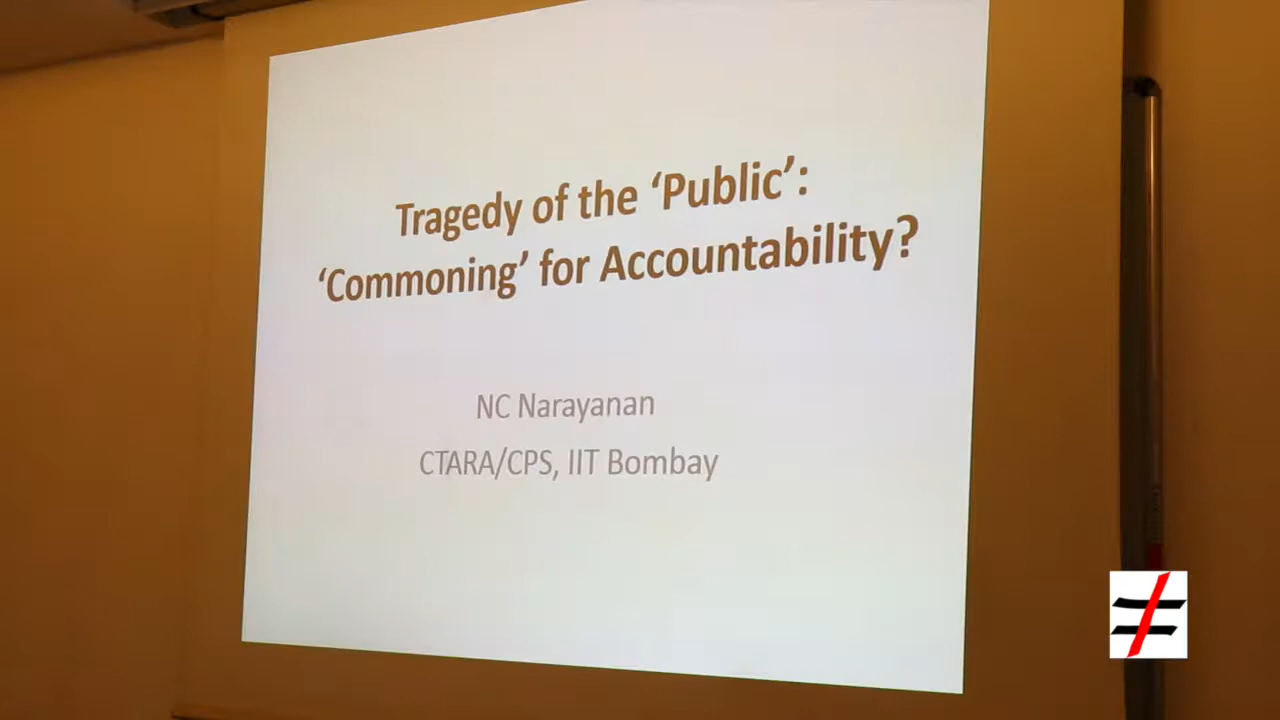 Tragedy of the ‘Public’:
‘Commoning’ for Accountability?
NC Narayanan
CTARA/CPS, IIT Bombay